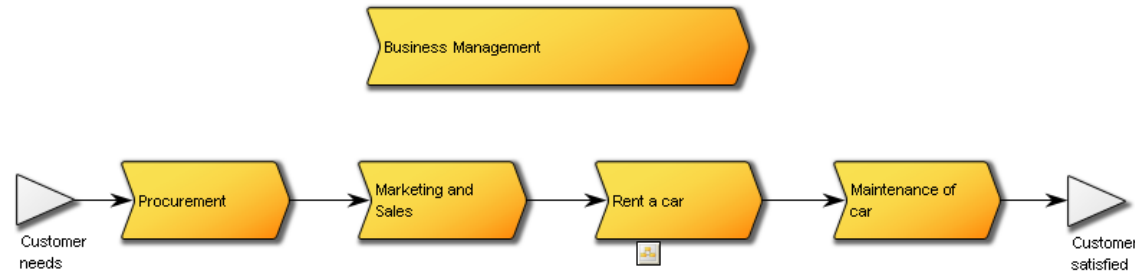 Business Management
Procurement
Marketing and
Sales
Rent a car
Maintenance of
car
Customer
needs
Customer
satisfied